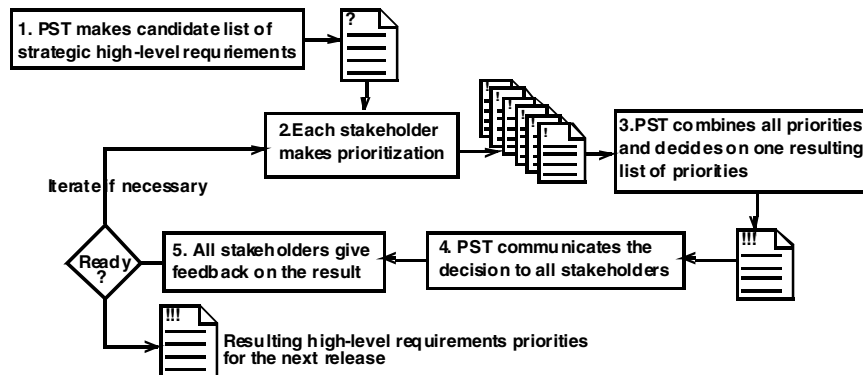 1. PST makes candidate list of
strategic high-level requriements
?
2.Each stakeholder
makes prioritization
!
!
!
!
!
!
3.PST combines all priorities
and decides on one resulting
list of priorities
Iterate if necessary
Ready
?
5. All stakeholders give
feedback on the result
4. PST communicates the
decision to all stakeholders
!!!
!!!
Resulting high-level requirements priorities
for the next release